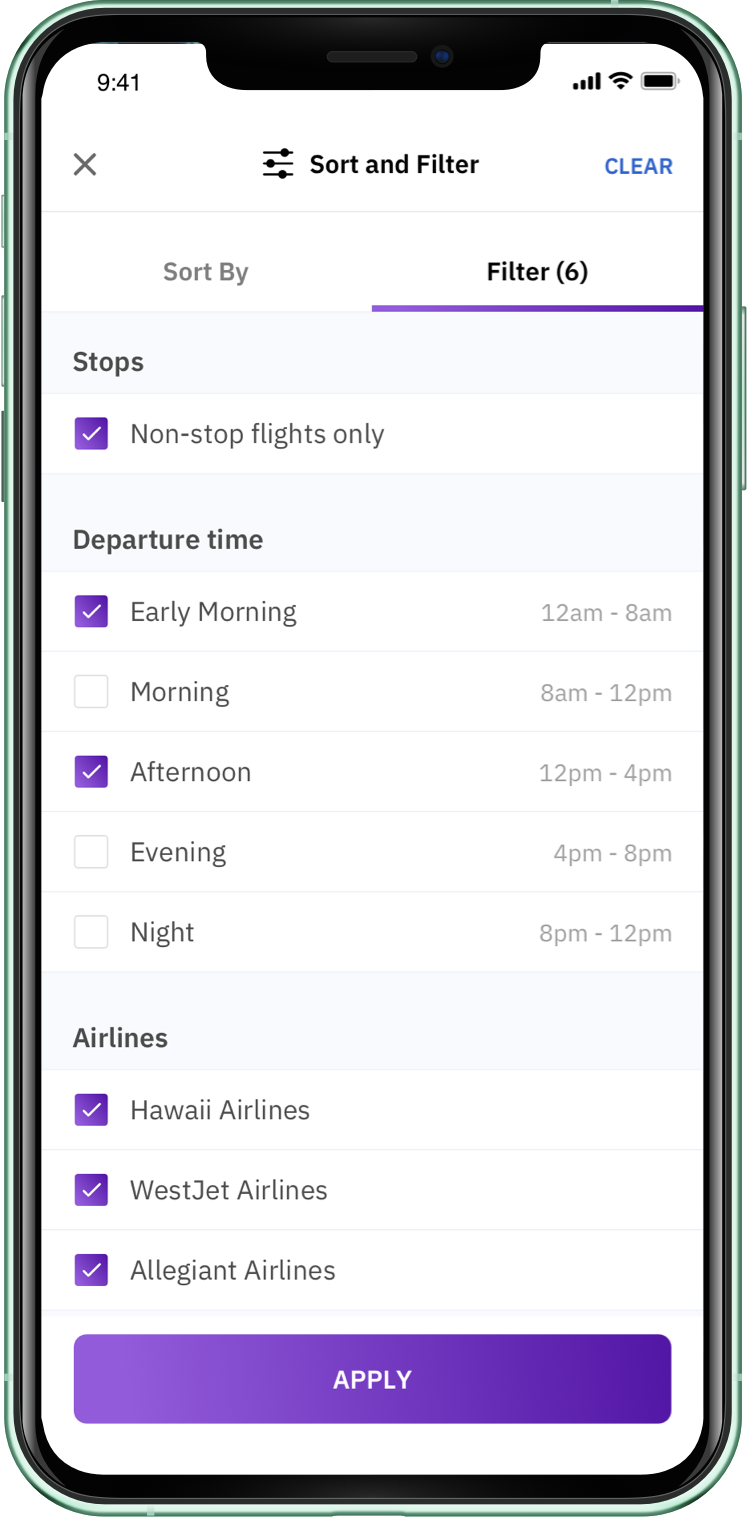 9:41
Sort and Filter
CLEAR
Sort By
Filter (6)
Stops
Non-stop flights only
Departure time
Early Morning 12am - 8am
Morning 8am - 12pm
Afternoon 12pm - 4pm
Evening 4pm - 8pm
Night 8pm - 12pm
Airlines
Hawaii Airlines
WestJet Airlines
Allegiant Airlines
APPLY